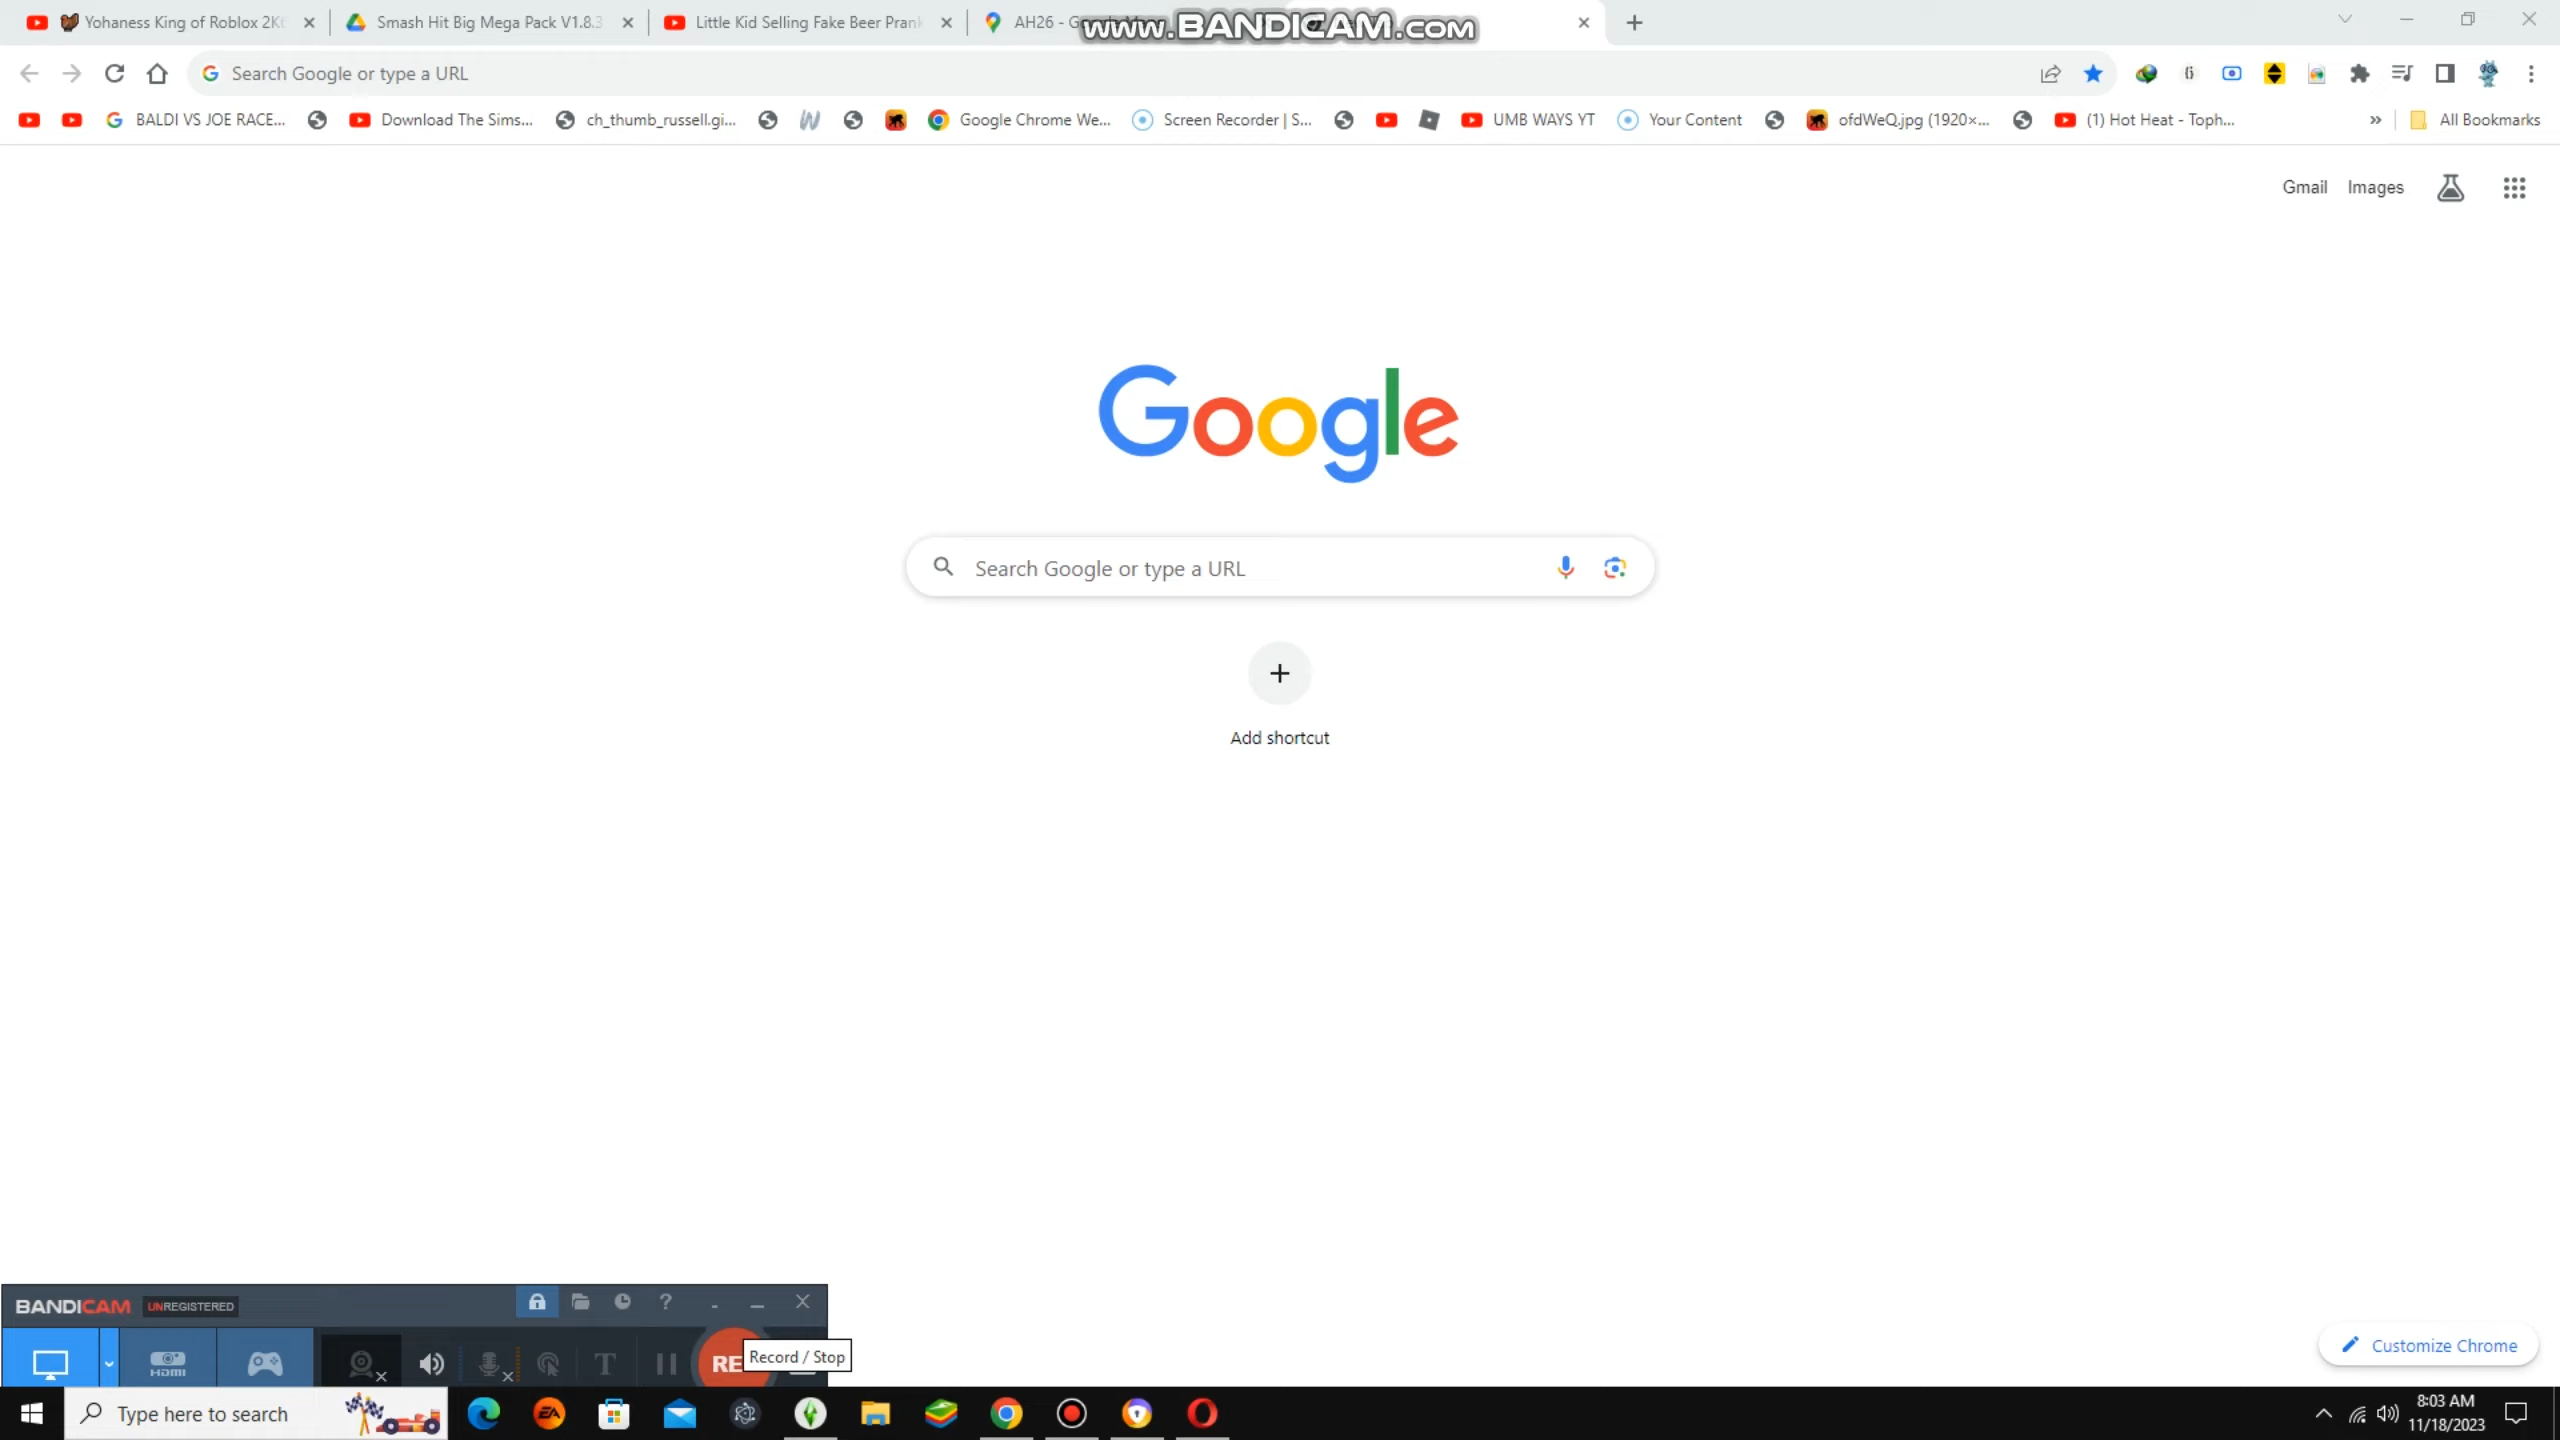 Yohaness King of Roblox 2K6
Smash Hit Big Mega Pack V1.8.3
Little Kid Selling Fake Beer Prank
AH26 - G
www.BANDICAM.com
Search Google or type a URL
BALDI VS JOE RACE...
Download The Sims...
ch_thumb_russell.gi...
Google Chrome We...
Screen Recorder | S...
UMB WAYS YT
Your Content
ofdWeQ.jpg (1920×...
(1) Hot Heat - Toph...
»
All Bookmarks
Gmail
Images
Google
Search Google or type a URL
Add shortcut
BANDICAM UNREGISTERED
HDMI
RE
Record / Stop
Customize Chrome
Type here to search
EA
8:03 AM
11/18/2023